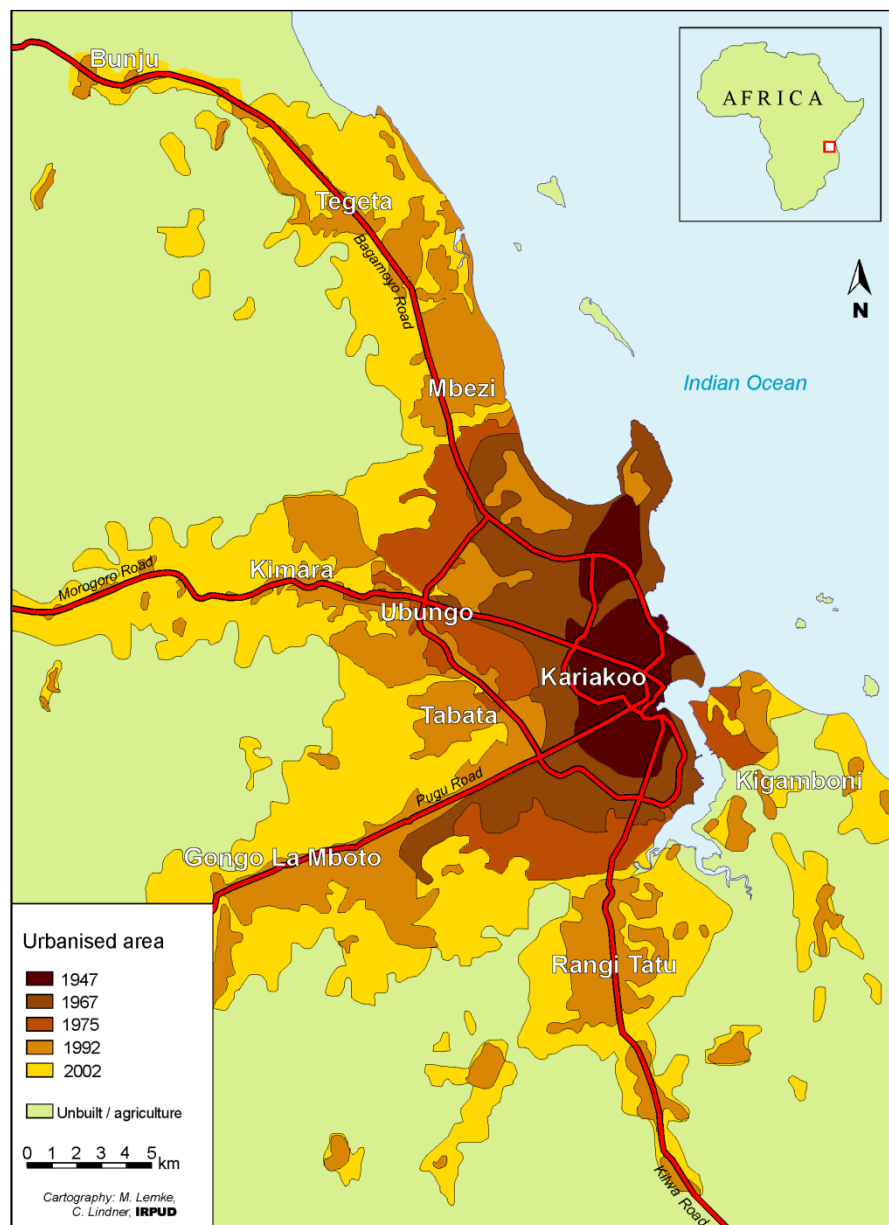 Bunju
AFRICA
Tegeta
Bagamoyo Road
N
Mbezi
Indian Ocean
Morogoro Road
Kimara
Ubungo
Kariakoo
Tabata
Kigamboni
Pugu Road
Gongo La Mboto
Rangi Tatu
Kilwa Road
Urbanised area
1947
1967
1975
1992
2002
Unbuilt / agriculture
0 1 2 3 4 5
km
Cartography: M. Lemke,
C. Lindner, IRPUD